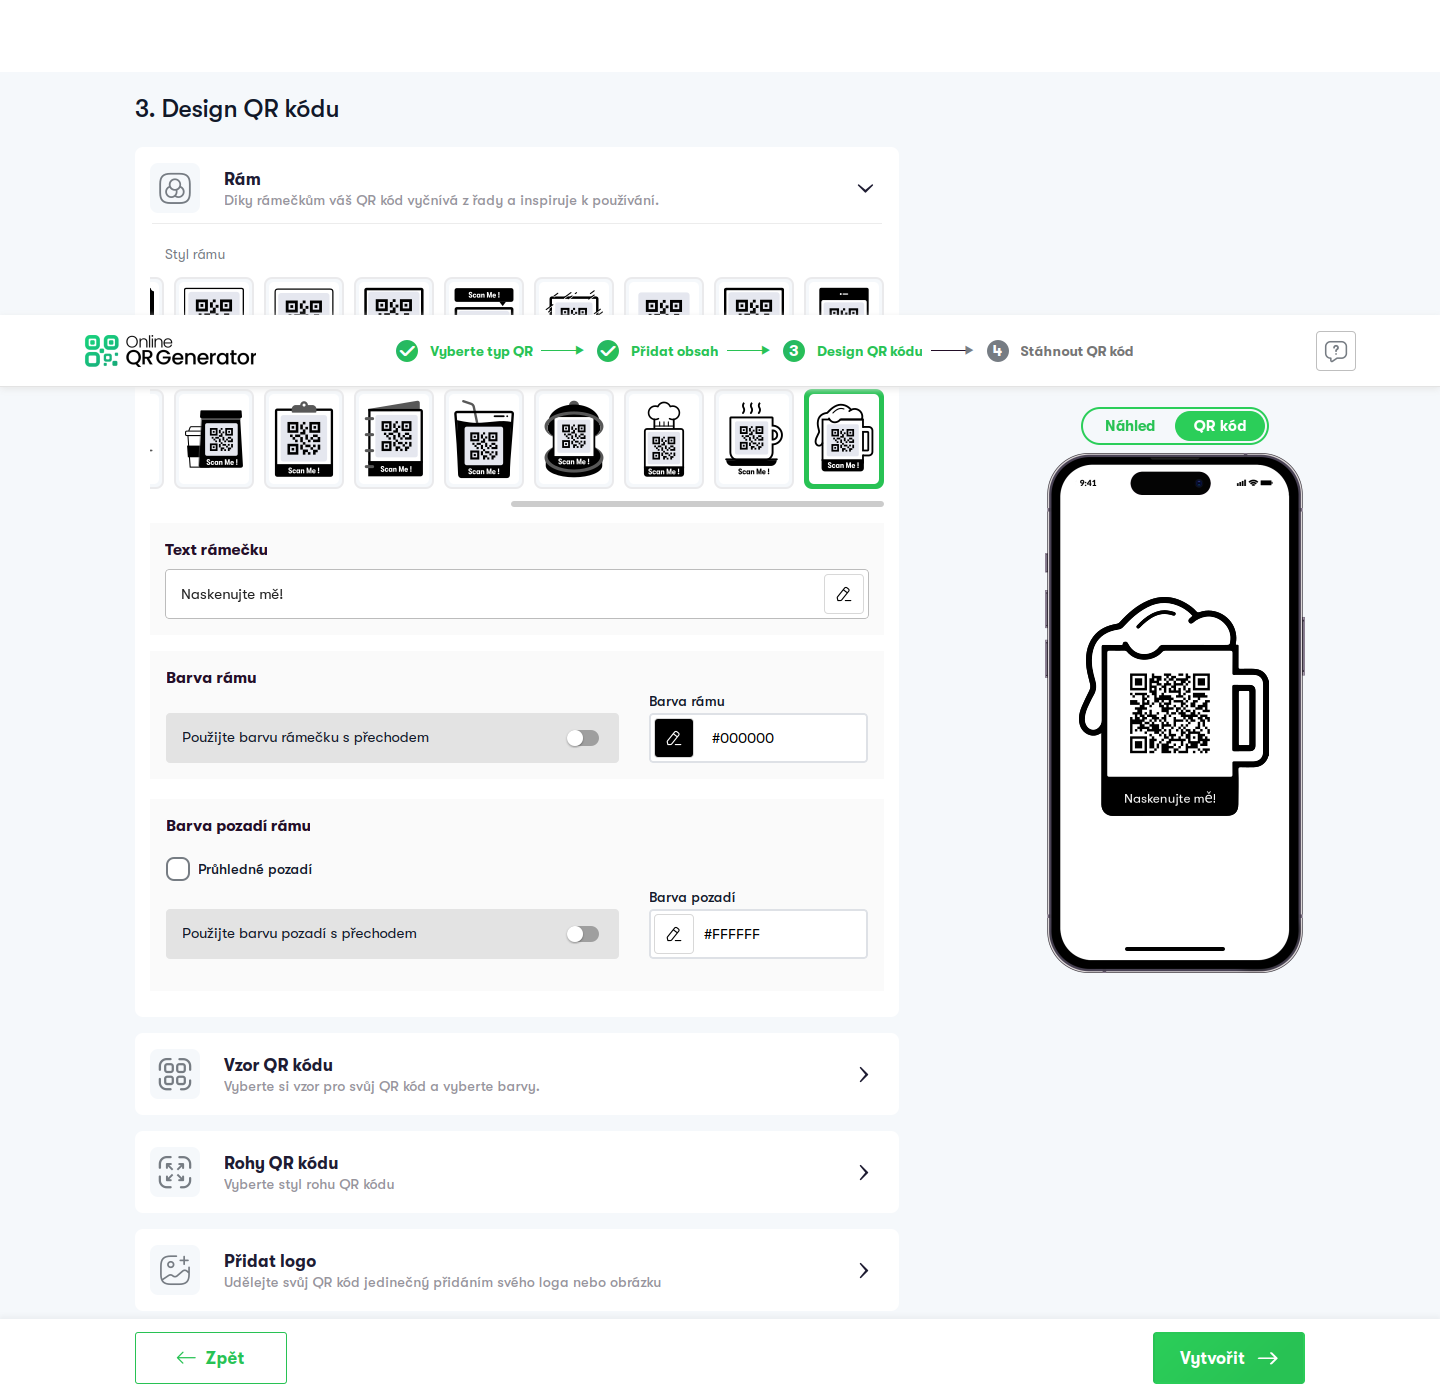 3. Design QR kódu
Rám
Díky rámečkům váš QR kód vyčnívá z řady a inspiruje k používání.
Styl rámu
Scan Me !
Online
QR Generator
Vyberte typ QR
Přidat obsah
3 Design QR kódu
4 Stáhnout QR kód
Scan Me !
Scan Me !
Scan Me !
Scan Me !
Scan Me !
Scan Me !
Scan Me !
Scan Me !
Náhled
QR kód
9:41
Text rámečku
Naskenujte mě!
Barva rámu
Barva rámu
Použijte barvu rámečku s přechodem
#000000
Naskenujte mě!
Barva pozadí rámu
Průhledné pozadí
Barva pozadí
Použijte barvu pozadí s přechodem
#FFFFFF
Vzor QR kódu
Vyberte si vzor pro svůj QR kód a vyberte barvy.
Rohy QR kódu
Vyberte styl rohu QR kódu
Přidat logo
Udělejte svůj QR kód jedinečný přidáním svého loga nebo obrázku
Zpět
Vytvořit